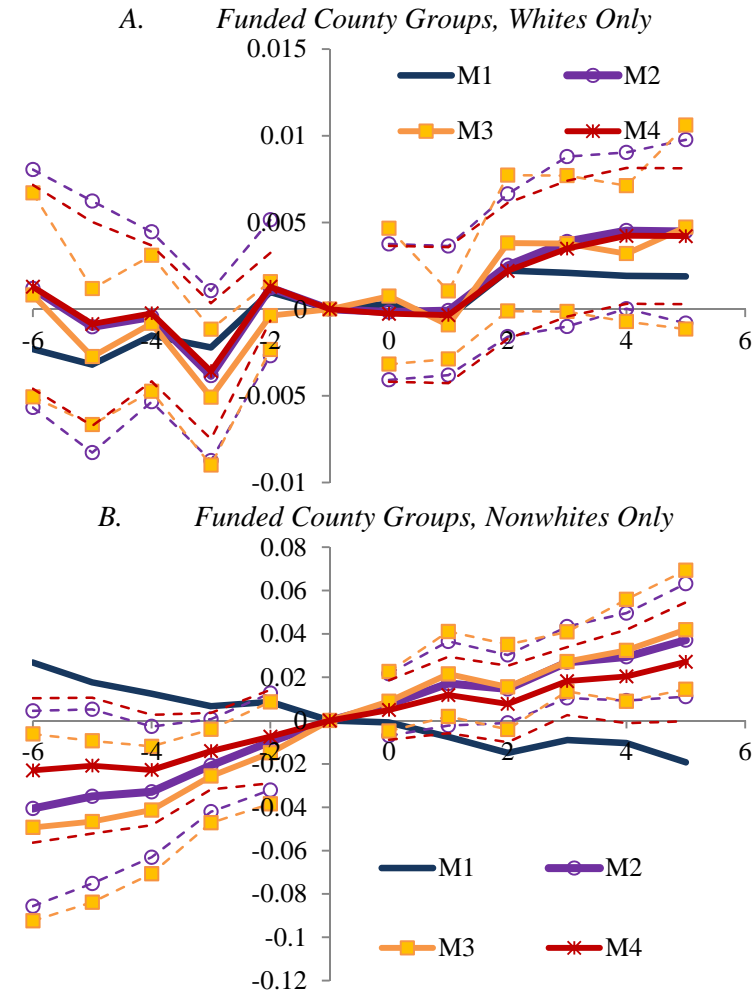 A. Funded County Groups, Whites Only
0.015
M1 M2
0.01
M3 M4
0.005
0
-6 -4 -2 0 2 4 6
-0.005
-0.01
B. Funded County Groups, Nonwhites Only
0.08
0.06
0.04
0.02
0
-6 -4 -2 0 2 4 6
-0.02
-0.04
-0.06
M1 M2
-0.08
-0.1
M3 M4
-0.12